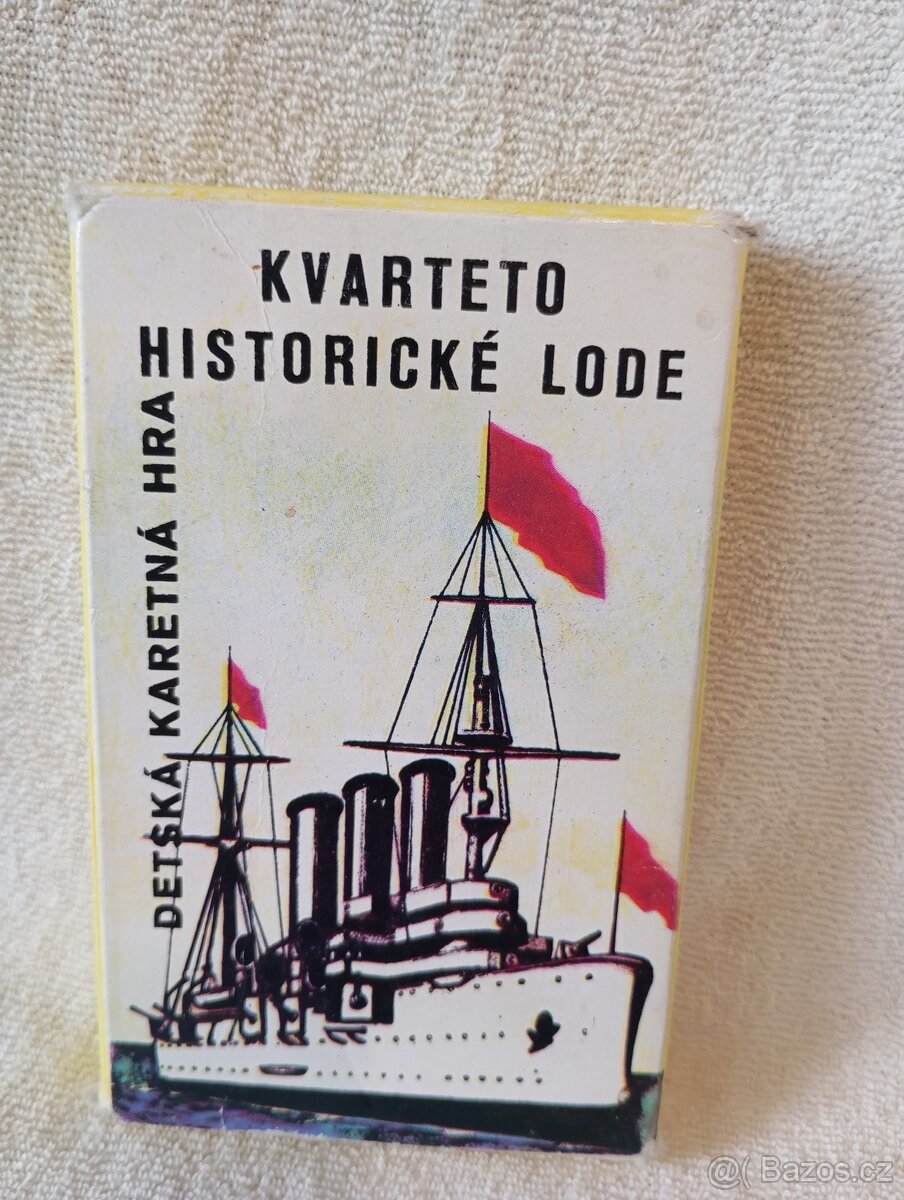 KVARTETO
HISTORICKÉ LODE
DETSKÁ KARETNÁ HRA
@( Bazos.cz